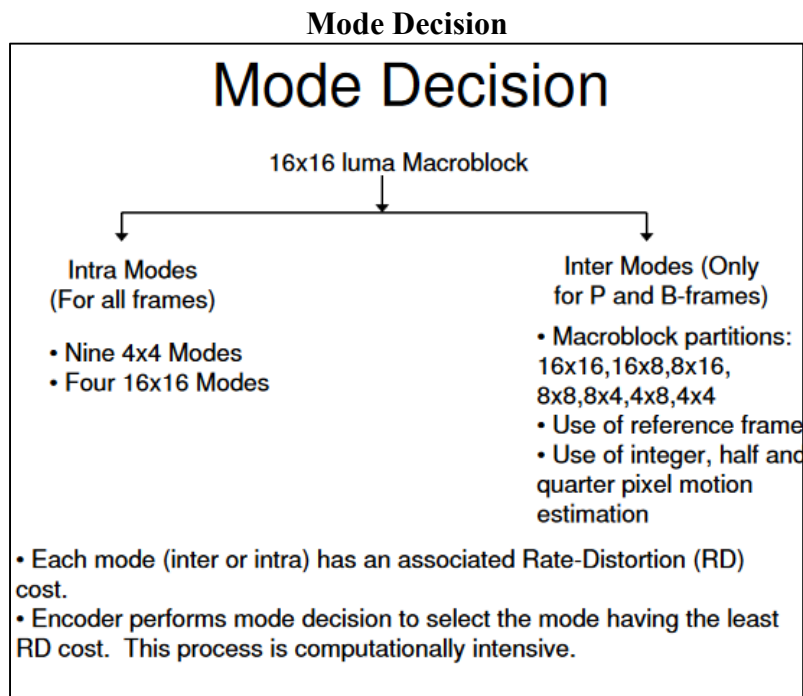 Mode Decision
Mode Decision
16x16 luma Macroblock
Intra Modes
(For all frames)
• Nine 4x4 Modes
• Four 16x16 Modes
Inter Modes (Only
for P and B-frames)
• Macroblock partitions:
16x16,16x8,8x16,
8x8,8x4,4x8,4x4
• Use of reference frame
• Use of integer, half and
quarter pixel motion
estimation
• Each mode (inter or intra) has an associated Rate-Distortion (RD)
cost.
• Encoder performs mode decision to select the mode having the least
RD cost. This process is computationally intensive.